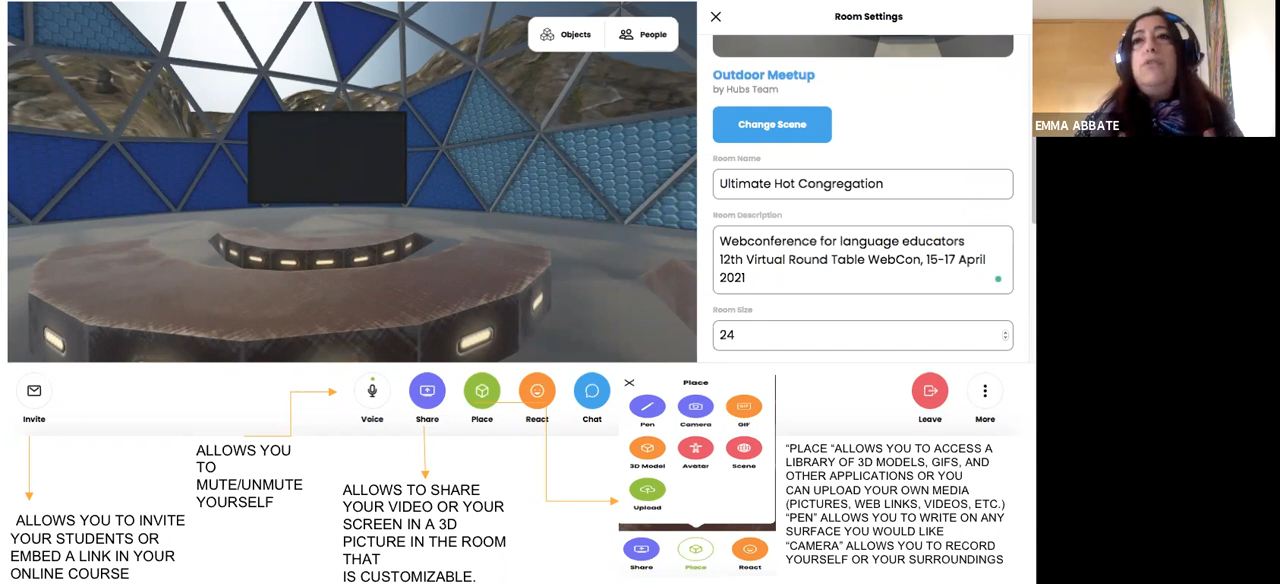 Objects
People
Room Settings
Outdoor Meetup
by Hubs Team
Change Scene
Room Name
Ultimate Hot Congregation
Room Description
Webconference for language educators
12th Virtual Round Table WebCon, 15-17 April
2021
Room Size
24
EMMA ABBATE
Invite
Voice
Share
Place
React
Chat
Place
Pen
Camera
GIF
GIF
3D Model
Avatar
Scene
Upload
Share
Place
React
Leave
More
ALLOWS YOU TO INVITE
YOUR STUDENTS OR
EMBED A LINK IN YOUR
ONLINE COURSE
ALLOWS YOU
TO
MUTE/UNMUTE
YOURSELF
ALLOWS TO SHARE
YOUR VIDEO OR YOUR
SCREEN IN A 3D
PICTURE IN THE ROOM
THAT
IS CUSTOMIZABLE.
“PLACE “ALLOWS YOU TO ACCESS A
LIBRARY OF 3D MODELS, GIFS, AND
OTHER APPLICATIONS OR YOU
CAN UPLOAD YOUR OWN MEDIA
(PICTURES, WEB LINKS, VIDEOS, ETC.)
“PEN” ALLOWS YOU TO WRITE ON ANY
SURFACE YOU WOULD LIKE
“CAMERA” ALLOWS YOU TO RECORD
YOURSELF OR YOUR SURROUNDINGS